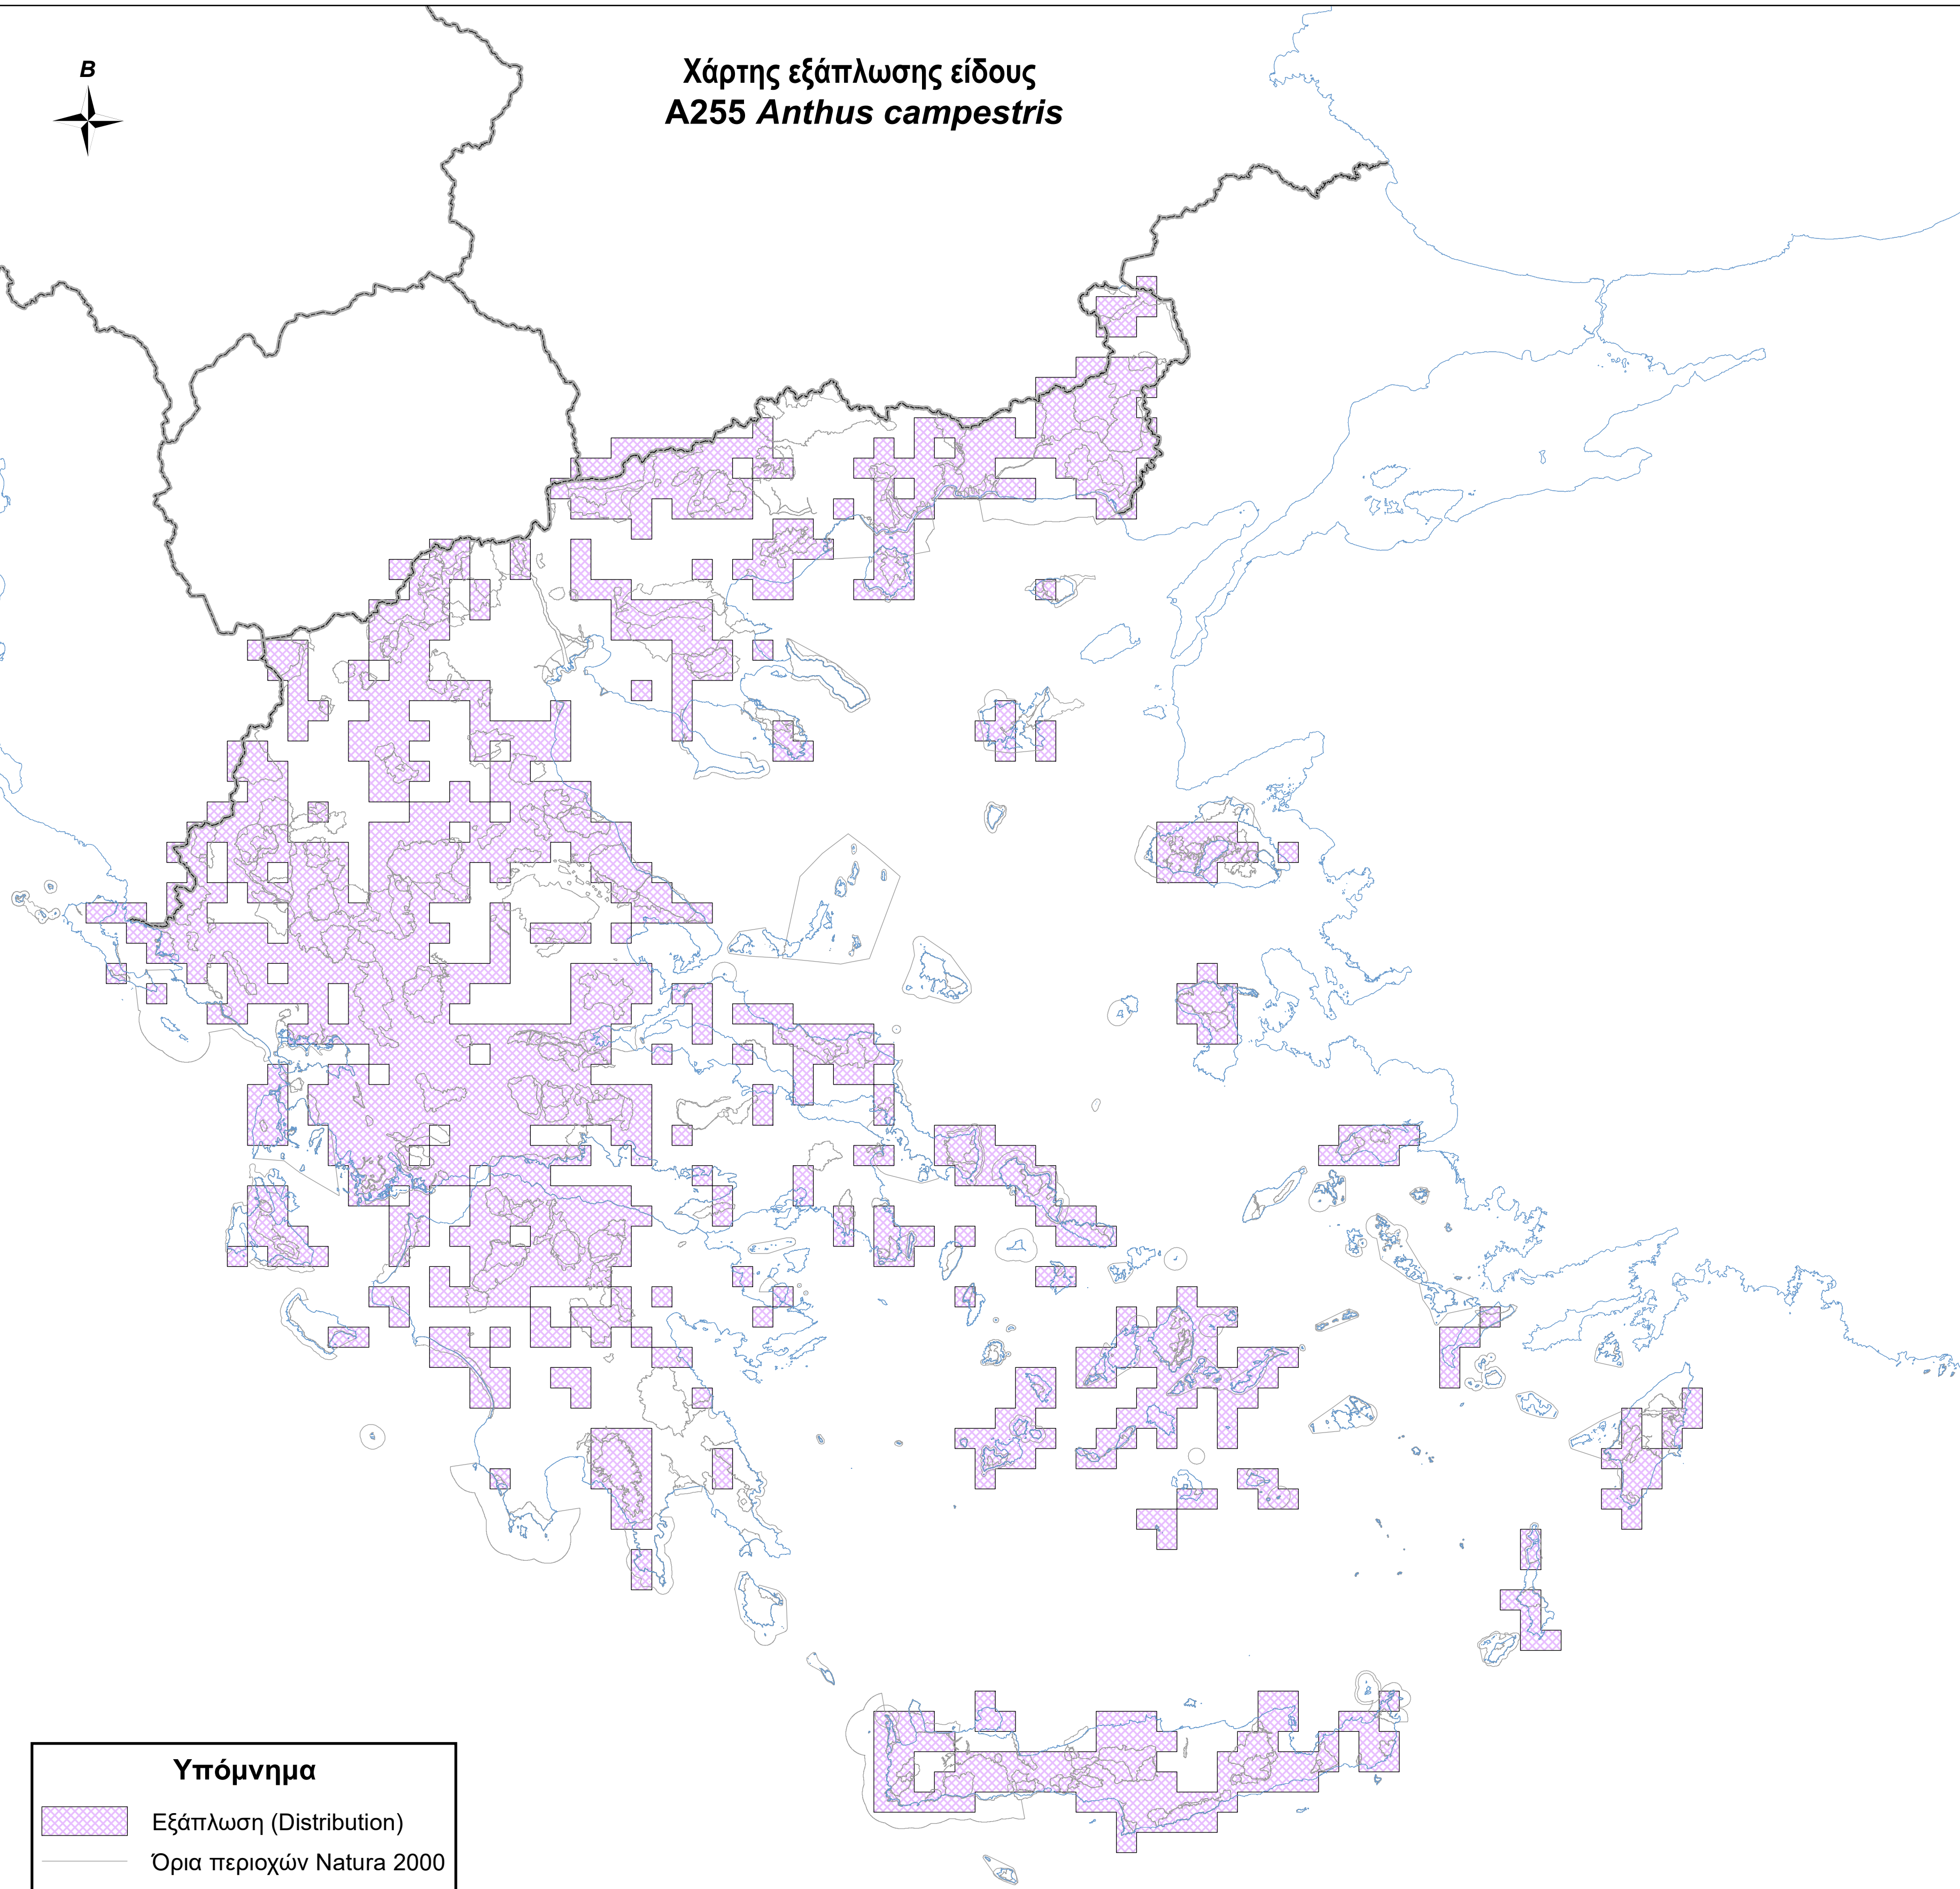 B
Χάρτης εξάπλωσης είδους
A255 Anthus campestris
Υπόμνημα
Εξάπλωση (Distribution)
Όρια περιοχών Natura 2000